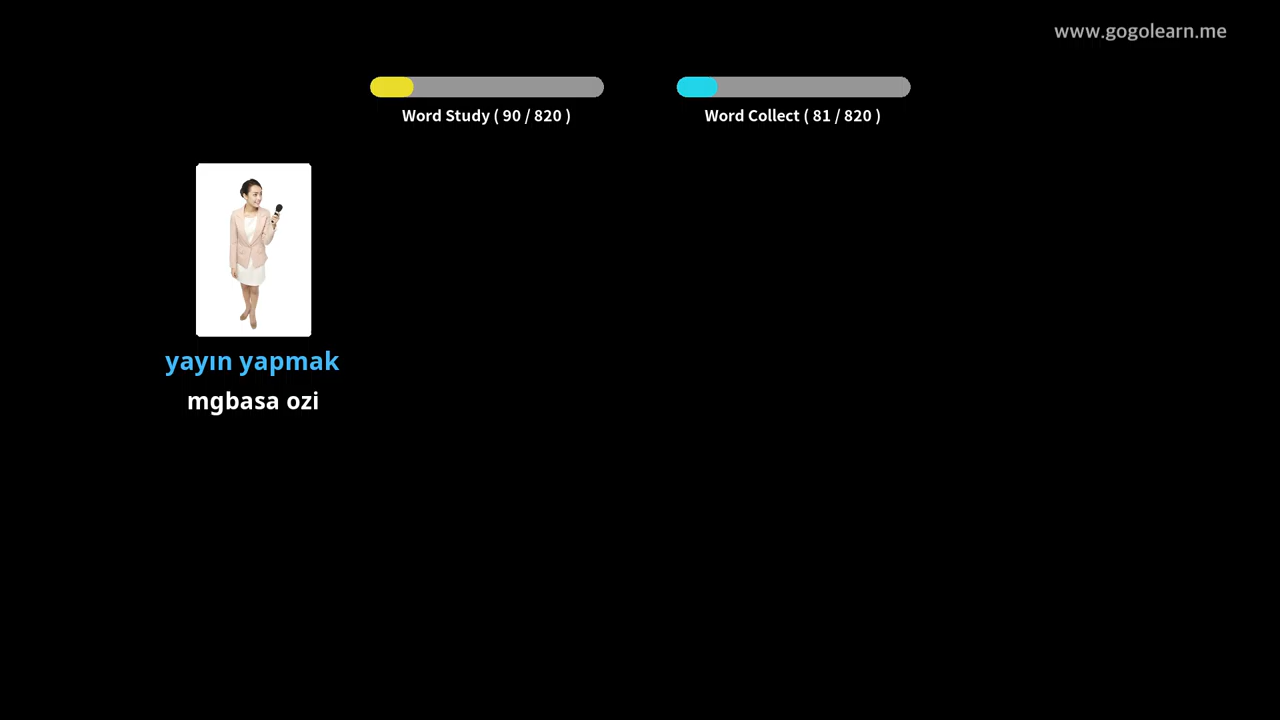 www.gogolearn.me
Word Study ( 90 / 820 )
Word Collect ( 81 / 820 )
yayın yapmak
mgbasa ozi